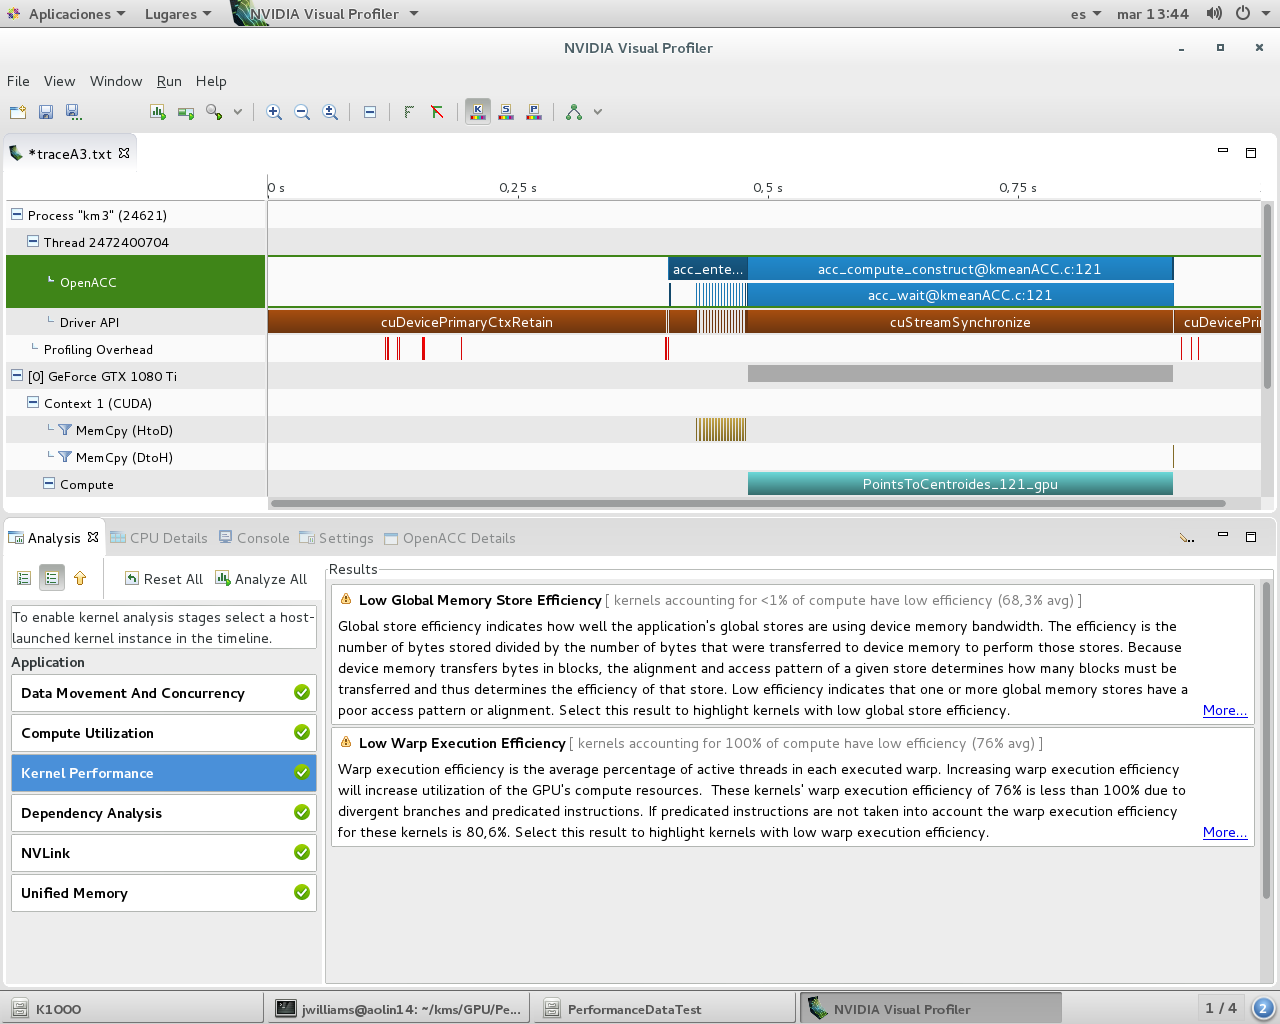 Aplicaciones Lugares NVIDIA Visual Profiler es mar 13:44
NVIDIA Visual Profiler
File View Window Run Help
K S P
*traceA3.txt
0 s 0,25 s 0,5 s 0,75 s
Process "km3" (24621)
Thread 2472400704
OpenACC
acc_ente... acc_compute_construct@kmeanACC.c:121
acc_wait@kmeanACC.c:121
Driver API cuDevicePrimaryCtxRetain cuStreamSynchronize cuDevicePri
Profiling Overhead
[0] GeForce GTX 1080 Ti
Context 1 (CUDA)
MemCpy (HtoD)
MemCpy (DtoH)
Compute PointsToCentroides_121_gpu
Analysis CPU Details Console Settings OpenACC Details
Reset All Analyze All
To enable kernel analysis stages select a host-
launched kernel instance in the timeline.
Application
Data Movement And Concurrency
Compute Utilization
Kernel Performance
Dependency Analysis
NVLink
Unified Memory
Results
Low Global Memory Store Efficiency [ kernels accounting for <1% of compute have low efficiency (68,3% avg) ]
Global store efficiency indicates how well the application's global stores are using device memory bandwidth. The efficiency is the
number of bytes stored divided by the number of bytes that were transferred to device memory to perform those stores. Because
device memory transfers bytes in blocks, the alignment and access pattern of a given store determines how many blocks must be
transferred and thus determines the efficiency of that store. Low efficiency indicates that one or more global memory stores have a
poor access pattern or alignment. Select this result to highlight kernels with low global store efficiency. More...
Low Warp Execution Efficiency [ kernels accounting for 100% of compute have low efficiency (76% avg) ]
Warp execution efficiency is the average percentage of active threads in each executed warp. Increasing warp execution efficiency
will increase utilization of the GPU's compute resources. These kernels' warp execution efficiency of 76% is less than 100% due to
divergent branches and predicated instructions. If predicated instructions are not taken into account the warp execution efficiency
for these kernels is 80,6%. Select this result to highlight kernels with low warp execution efficiency. More...
K1000 jwilliams@aolin14: ~/kms/GPU/Pe... PerformanceDataTest NVIDIA Visual Profiler 1 / 4 2